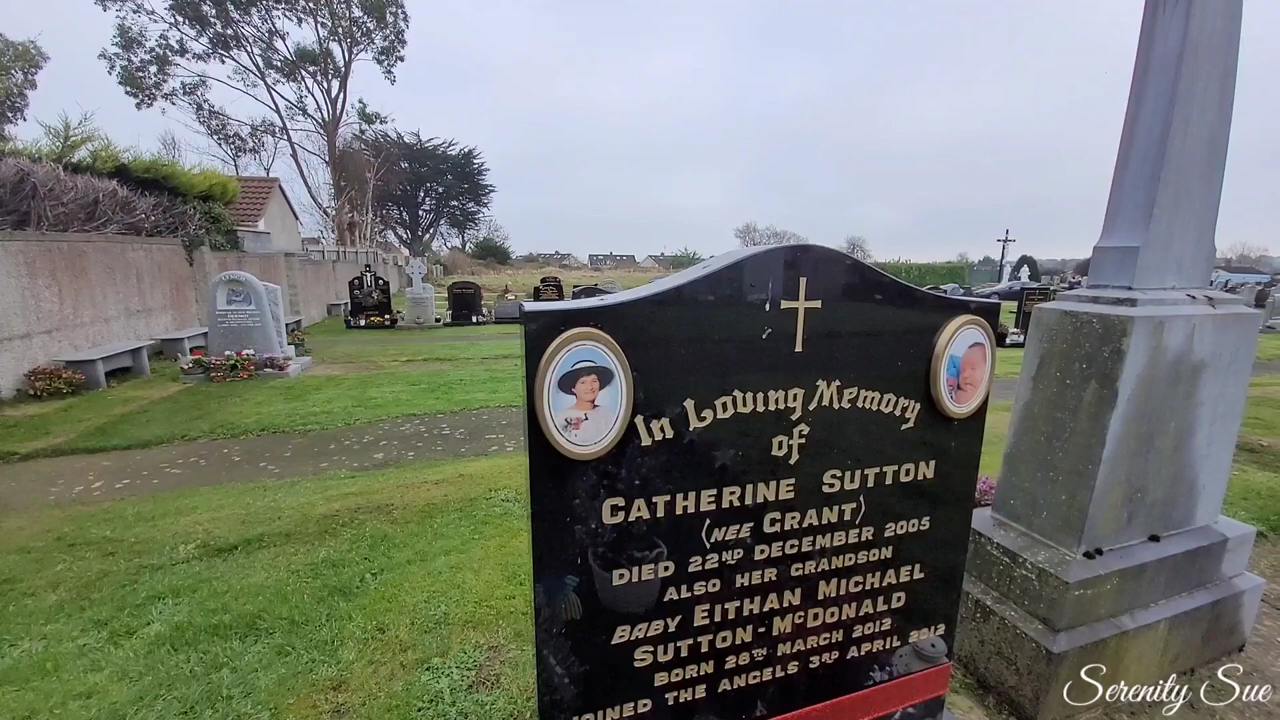 In Loving Memory
of
CATHERINE SUTTON
(NEE GRANT)
DIED 22ND DECEMBER 2005
ALSO HER GRANDSON
BABY EITHAN MICHAEL
SUTTON-MCDONALD
BORN 28TH MARCH 2012
JOINED THE ANGELS 3RD APRIL 2012
Serenity Sue